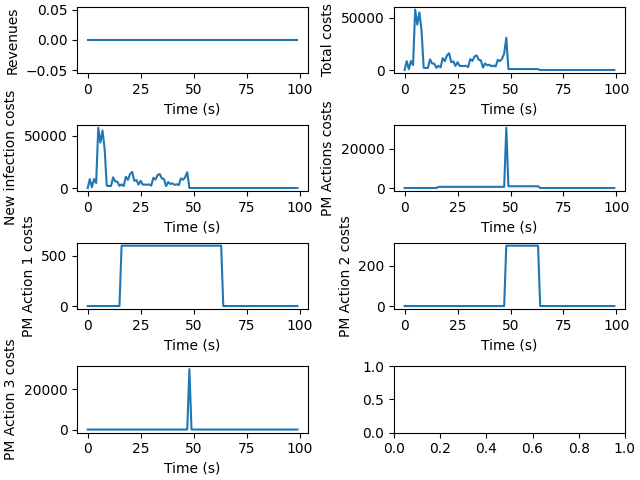 Revenues
0.05
0.00
−0.05
0 25 50 75 100
Time (s)
Total costs
50000
0
0 25 50 75 100
Time (s)
New infection costs
50000
0
0 25 50 75 100
Time (s)
PM Actions costs
20000
0
0 25 50 75 100
Time (s)
PM Action 1 costs
500
0
0 25 50 75 100
Time (s)
PM Action 2 costs
200
0
0 25 50 75 100
Time (s)
PM Action 3 costs
20000
0
0 25 50 75 100
Time (s)
1.0
0.5
0.0
0.0 0.2 0.4 0.6 0.8 1.0